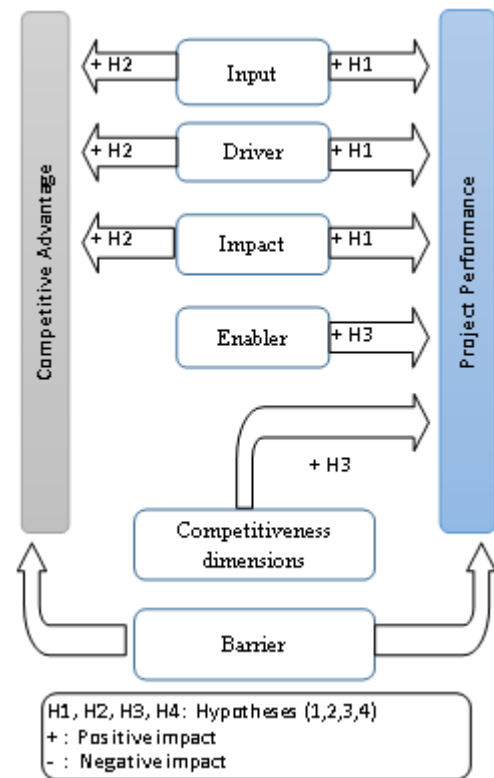 Competitive Advantage
Project Performance
+ H2
Input
+ H1
+ H2
Driver
+ H1
+ H2
Impact
+ H1
Enabler
+ H3
+ H3
Competitiveness
dimensions
Barrier
H1, H2, H3, H4: Hypotheses (1,2,3,4)
+ : Positive impact
- : Negative impact